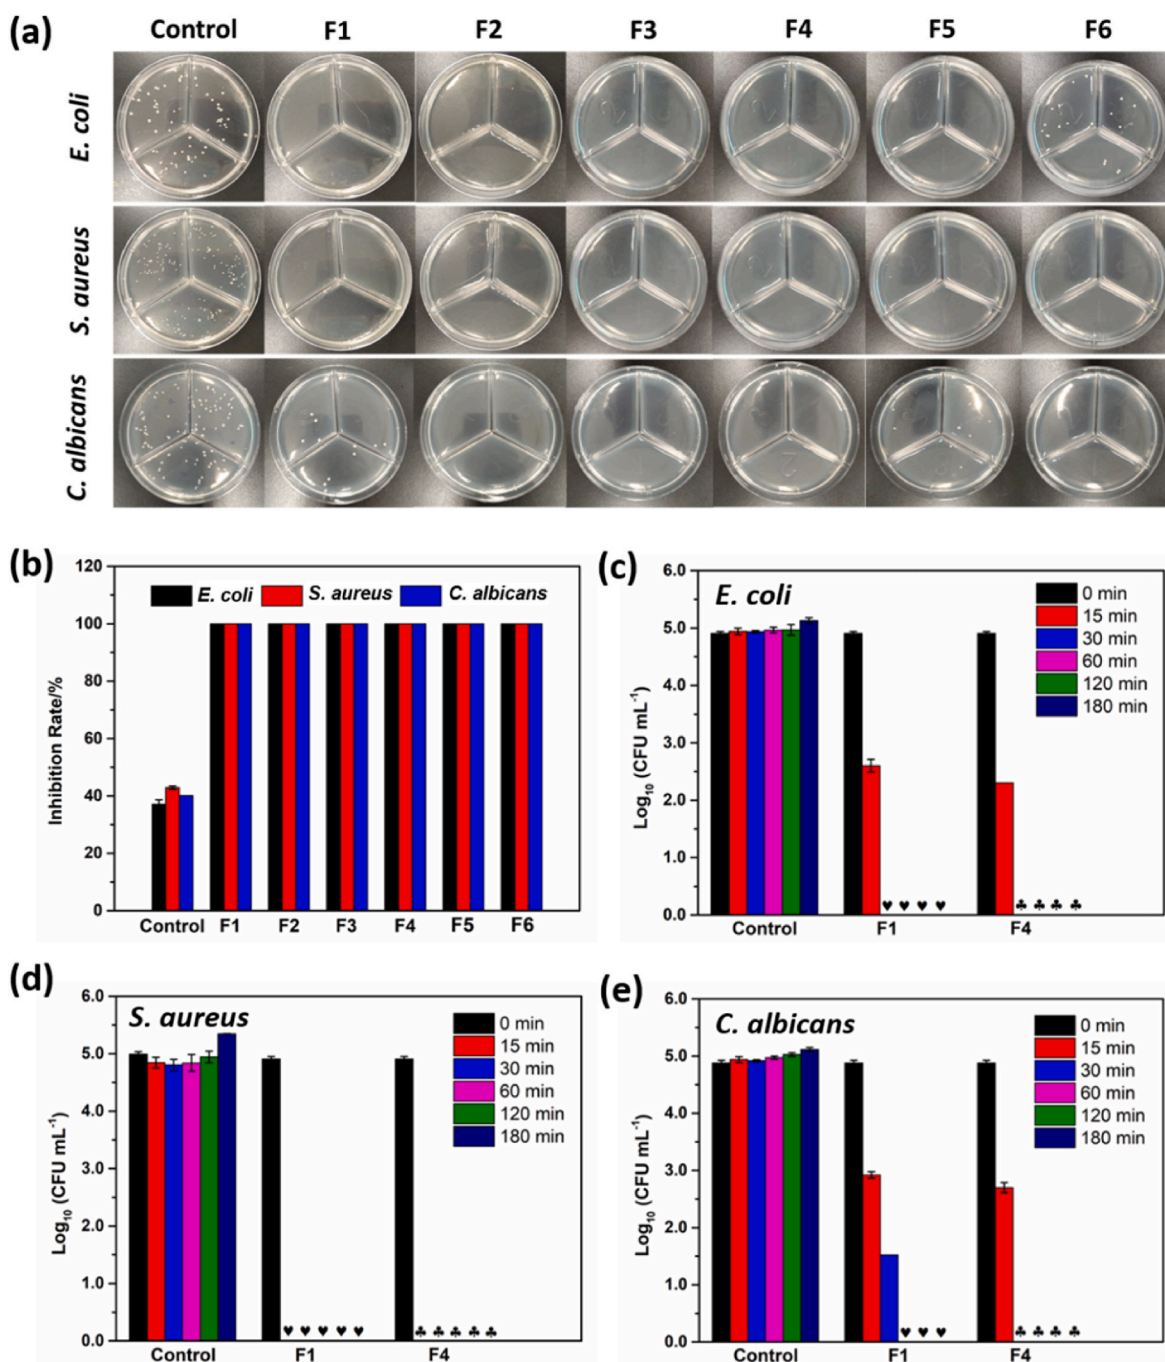 (a)
Control F1 F2 F3 F4 F5 F6
E. coli
S. aureus
C. albicans
(b)
120
100
80
60
40
20
0
Inhibition Rate/%
E. coli S. aureus C. albicans
Control F1 F2 F3 F4 F5 F6
(c)
E. coli
6.0
5.0
4.0
3.0
2.0
1.0
0.0
Log10 (CFU mL-1)
0 min
15 min
30 min
60 min
120 min
180 min
♥ ♥ ♥ ♥ ♣ ♣ ♣ ♣
Control F1 F4
(d)
S. aureus
6.0
5.0
4.0
3.0
2.0
1.0
0.0
Log10 (CFU mL-1)
0 min
15 min
30 min
60 min
120 min
180 min
♥ ♥ ♥ ♥ ♥ ♣ ♣ ♣ ♣ ♣
Control F1 F4
(e)
C. albicans
6.0
5.0
4.0
3.0
2.0
1.0
0.0
Log10 (CFU mL-1)
0 min
15 min
30 min
60 min
120 min
180 min
♥ ♥ ♥ ♣ ♣ ♣ ♣
Control F1 F4